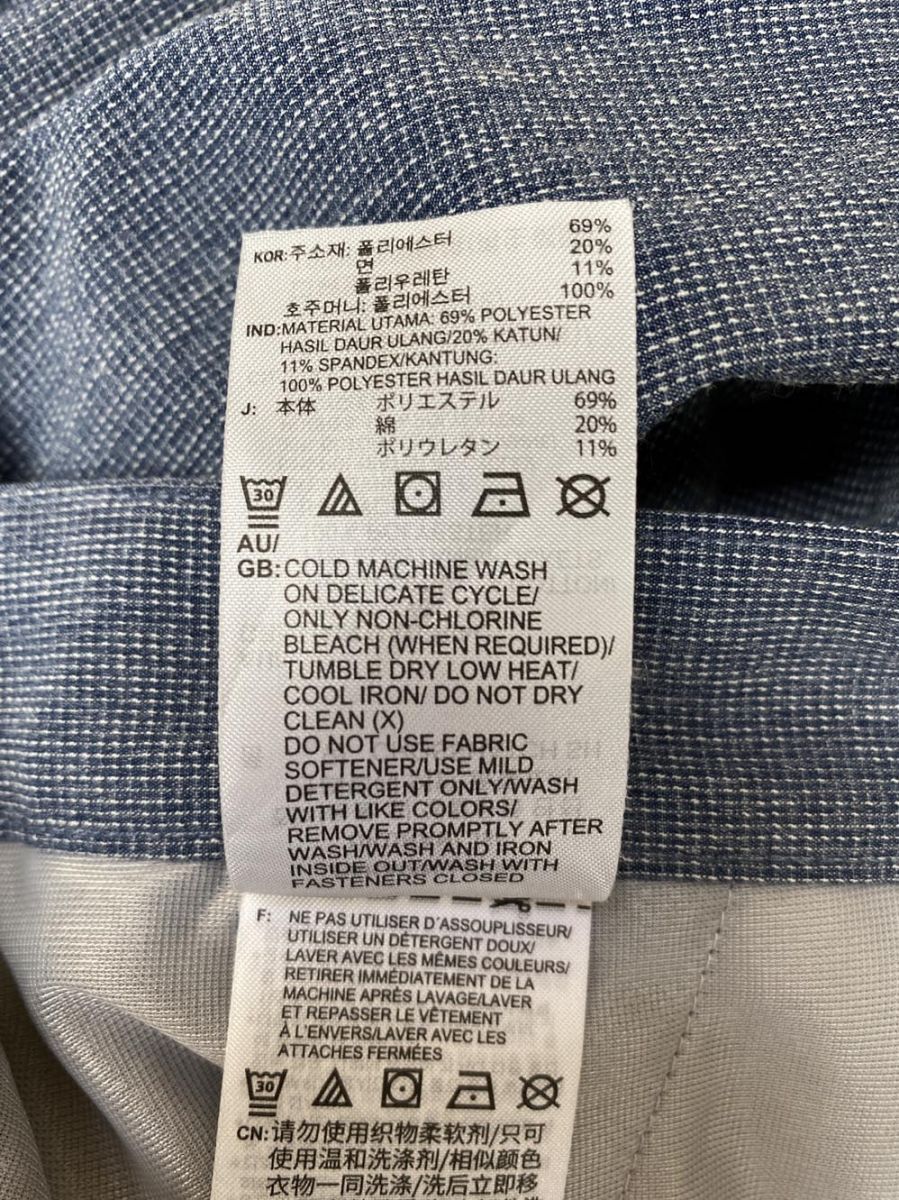 KOR:주소재: 폴리에스터 69%
면 20%
폴리우레탄 11%
호주머니: 폴리에스터 100%
IND:MATERIAL UTAMA: 69% POLYESTER
HASIL DAUR ULANG/20% KATUN/
11% SPANDEX/KANTUNG:
100% POLYESTER HASIL DAUR ULANG
J: 本体 ポリエステル 69%
綿 20%
ポリウレタン 11%
30
AU/
GB:COLD MACHINE WASH
ON DELICATE CYCLE/
ONLY NON-CHLORINE
BLEACH (WHEN REQUIRED)/
TUMBLE DRY LOW HEAT/
COOL IRON/ DO NOT DRY
CLEAN (X)
DO NOT USE FABRIC
SOFTENER/USE MILD
DETERGENT ONLY/WASH
WITH LIKE COLORS/
REMOVE PROMPTLY AFTER
WASH/WASH AND IRON
INSIDE OUT/WASH WITH
FASTENERS CLOSED
F: NE PAS UTILISER D´ASSOUPLISSEUR/
UTILISER UN DÉTERGENT DOUX/
LAVER AVEC LES MÊMES COULEURS/
RETIRER IMMÉDIATEMENT DE LA
MACHINE APRÈS LAVAGE/LAVER
ET REPASSER LE VÊTEMENT
À L'ENVERS/LAVER AVEC LES
ATTACHES FERMÉES
30
CN:请勿使用织物柔软剂/只可
使用温和洗涤剂/相似颜色
衣物一同洗涤/洗后立即移